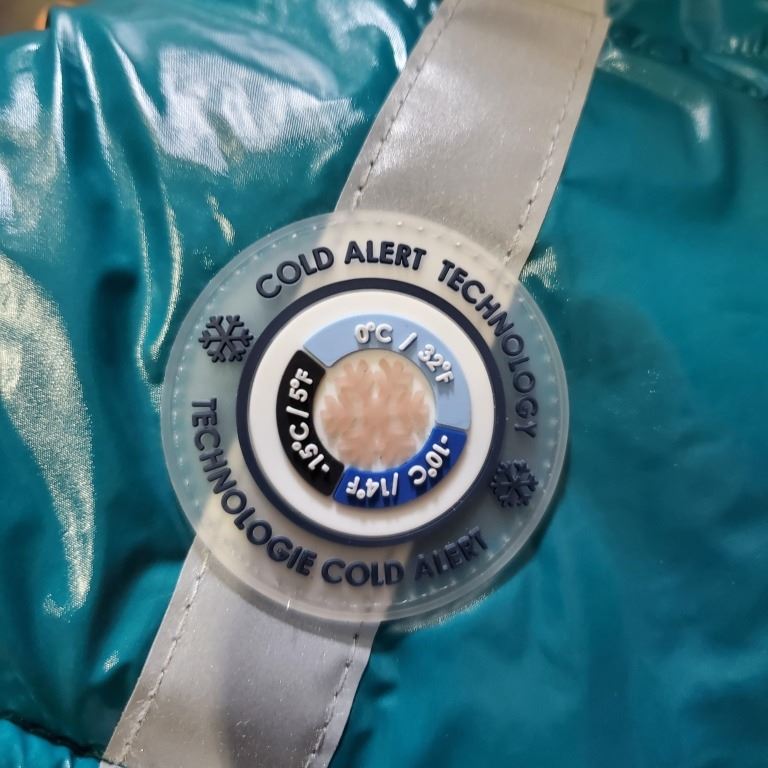 COLD ALERT TECHNOLOGY
0°C / 32°F
-10°C / 14°F
-15°C / 5°F
TECHNOLOGIE COLD ALERT